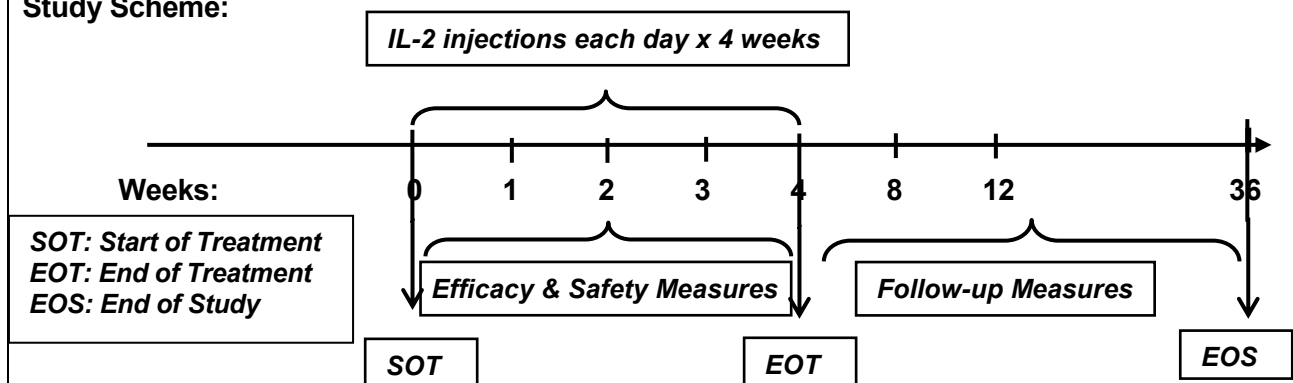 Study Scheme:
IL-2 injections each day x 4 weeks
Weeks: 0 1 2 3 4 8 12 36
SOT: Start of Treatment
EOT: End of Treatment
EOS: End of Study
Efficacy & Safety Measures
Follow-up Measures
SOT
EOT
EOS